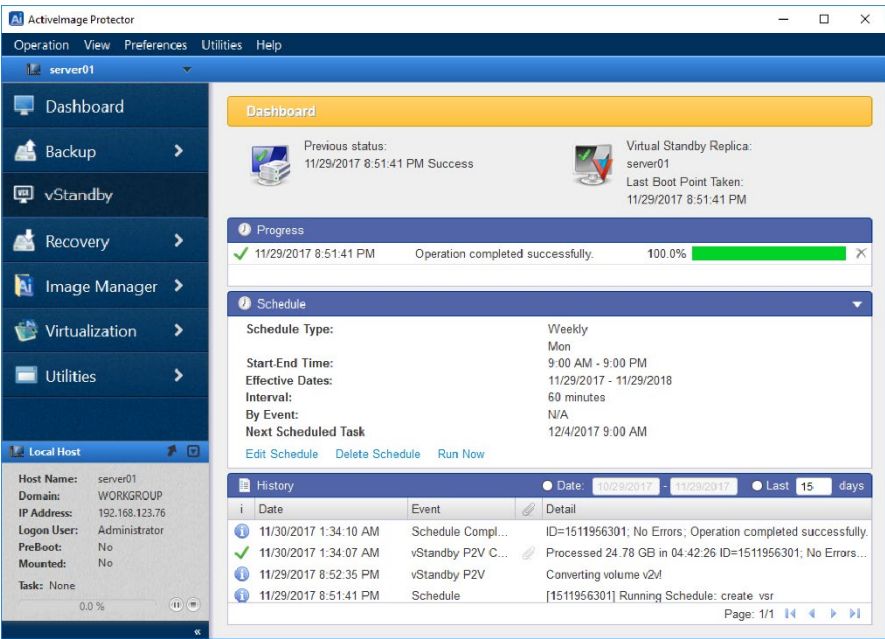 ActiveImage Protector
Operation View Preferences Utilities Help
server01
Dashboard
Backup
vStandby
Recovery
Image Manager
Virtualization
Utilities
Local Host
Host Name: server01
Domain: WORKGROUP
IP Address: 192.168.123.76
Logon User: Administrator
PreBoot: No
Mounted: No
Task: None
0.0 %
Dashboard
Previous status:
11/29/2017 8:51:41 PM Success
Virtual Standby Replica:
server01
Last Boot Point Taken:
11/29/2017 8:51:41 PM
Progress
11/29/2017 8:51:41 PM Operation completed successfully. 100.0%
Schedule
Schedule Type: Weekly
Mon
Start-End Time: 9:00 AM - 9:00 PM
Effective Dates: 11/29/2017 - 11/29/2018
Interval: 60 minutes
By Event: N/A
Next Scheduled Task 12/4/2017 9:00 AM
Edit Schedule Delete Schedule Run Now
History Date: 10/29/2017 - 11/29/2017 Last 15 days
i Date Event Detail
11/30/2017 1:34:10 AM Schedule Compl... ID=1511956301; No Errors; Operation completed successfully.
11/30/2017 1:34:07 AM vStandby P2V C... Processed 24.78 GB in 04:42:26 ID=1511956301; No Errors...
11/29/2017 8:52:35 PM vStandby P2V Converting volume v2v!
11/29/2017 8:51:41 PM Schedule [1511956301] Running Schedule: create_vsr
Page: 1/1